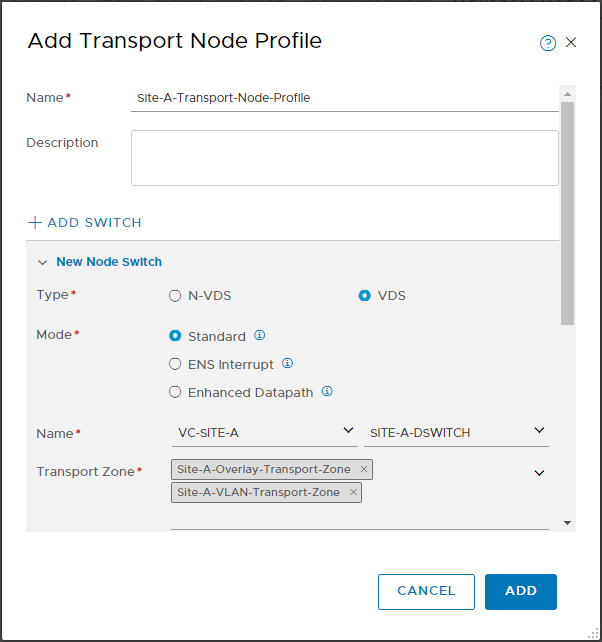 Add Transport Node Profile
Name* Site-A-Transport-Node-Profile
Description
+ ADD SWITCH
New Node Switch
Type* N-VDS VDS
Mode* Standard
ENS Interrupt
Enhanced Datapath
Name* VC-sITE-A sITE-A-DsWITCH
Transport Zone* Site-A-Overlay-Transport-Zone ×
Site-A-VLAN-Transport-Zone ×
CANCEL ADD